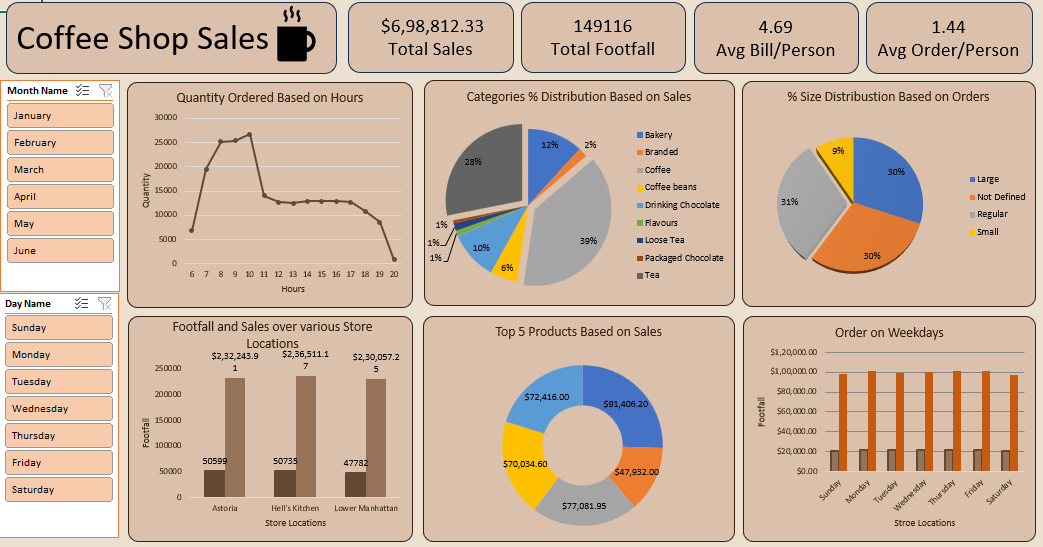 Coffee Shop Sales
$6,98,812.33
Total Sales
149116
Total Footfall
4.69
Avg Bill/Person
1.44
Avg Order/Person
Month Name
January
February
March
April
May
June
Day Name
Sunday
Monday
Tuesday
Wednesday
Thursday
Friday
Saturday
Quantity Ordered Based on Hours
Quantity
30000
25000
20000
15000
10000
5000
0
6 7 8 9 10 11 12 13 14 15 16 17 18 19 20
Hours
Categories % Distribution Based on Sales
12%
2%
39%
6%
10%
1%
1%
1%
28%
Bakery
Branded
Coffee
Coffee beans
Drinking Chocolate
Flavours
Loose Tea
Packaged Chocolate
Tea
% Size Distribustion Based on Orders
30%
30%
31%
9%
Large
Not Defined
Regular
Small
Footfall and Sales over various Store
Locations
Footfall
250000
200000
150000
100000
50000
0
$2,32,243.9
1
$2,36,511.1
7
$2,30,057.2
5
50599
50735
47782
Astoria
Hell's Kitchen
Lower Manhattan
Store Locations
Top 5 Products Based on Sales
$91,406.20
$47,932.00
$77,081.95
$70,034.60
$72,416.00
Order on Weekdays
Footfall
$1,20,000.00
$1,00,000.00
$80,000.00
$60,000.00
$40,000.00
$20,000.00
$0.00
Sunday
Monday
Tuesday
Wednesday
Thursday
Friday
Saturday
Stroe Locations